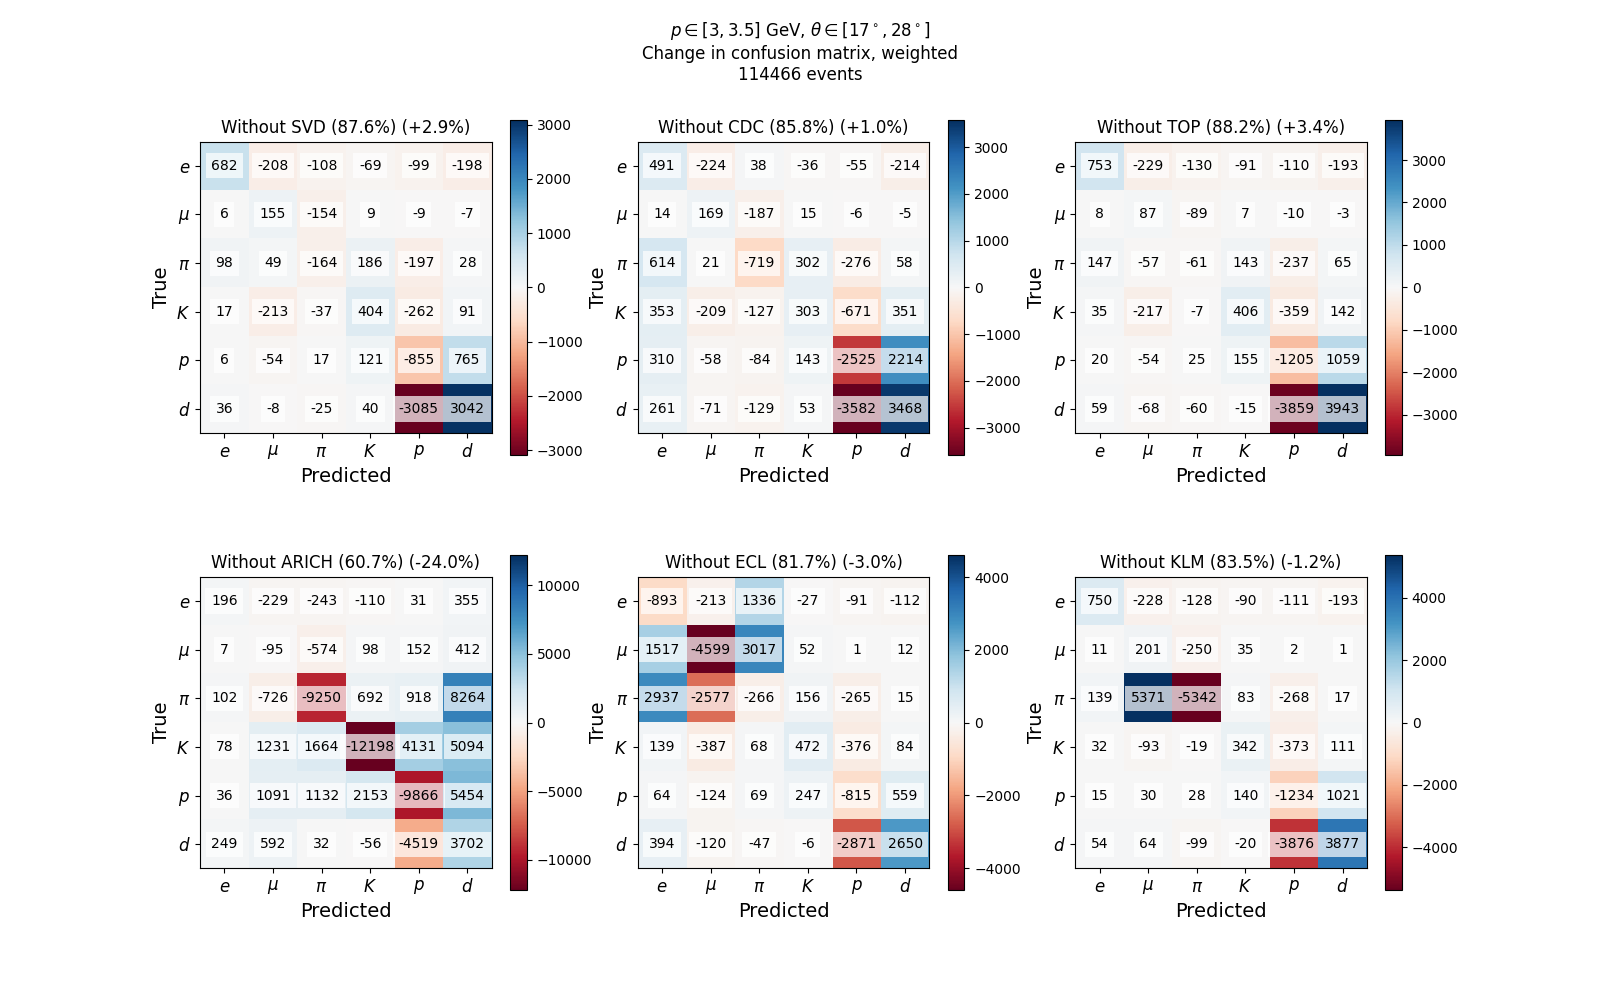 p ∈ [3, 3.5] GeV, θ ∈ [17°, 28°]
Change in confusion matrix, weighted
114466 events
Without SVD (87.6%) (+2.9%)
e 682 -208 -108 -69 -99 -198
μ 6 155 -154 9 -9 -7
π 98 49 -164 186 -197 28
K 17 -213 -37 404 -262 91
p 6 -54 17 121 -855 765
d 36 -8 -25 40 -3085 3042
e μ π K p d
Predicted
True
3000
2000
1000
0
−1000
−2000
−3000
Without CDC (85.8%) (+1.0%)
e 491 -224 38 -36 -55 -214
μ 14 169 -187 15 -6 -5
π 614 21 -719 302 -276 58
K 353 -209 -127 303 -671 351
p 310 -58 -84 143 -2525 2214
d 261 -71 -129 53 -3582 3468
e μ π K p d
Predicted
True
3000
2000
1000
0
−1000
−2000
−3000
Without TOP (88.2%) (+3.4%)
e 753 -229 -130 -91 -110 -193
μ 8 87 -89 7 -10 -3
π 147 -57 -61 143 -237 65
K 35 -217 -7 406 -359 142
p 20 -54 25 155 -1205 1059
d 59 -68 -60 -15 -3859 3943
e μ π K p d
Predicted
True
3000
2000
1000
0
−1000
−2000
−3000
Without ARICH (60.7%) (-24.0%)
e 196 -229 -243 -110 31 355
μ 7 -95 -574 98 152 412
π 102 -726 -9250 692 918 8264
K 78 1231 1664 -12198 4131 5094
p 36 1091 1132 2153 -9866 5454
d 249 592 32 -56 -4519 3702
e μ π K p d
Predicted
True
10000
5000
0
−5000
−10000
Without ECL (81.7%) (-3.0%)
e -893 -213 1336 -27 -91 -112
μ 1517 -4599 3017 52 1 12
π 2937 -2577 -266 156 -265 15
K 139 -387 68 472 -376 84
p 64 -124 69 247 -815 559
d 394 -120 -47 -6 -2871 2650
e μ π K p d
Predicted
True
4000
2000
0
−2000
−4000
Without KLM (83.5%) (-1.2%)
e 750 -228 -128 -90 -111 -193
μ 11 201 -250 35 2 1
π 139 5371 -5342 83 -268 17
K 32 -93 -19 342 -373 111
p 15 30 28 140 -1234 1021
d 54 64 -99 -20 -3876 3877
e μ π K p d
Predicted
True
4000
2000
0
−2000
−4000